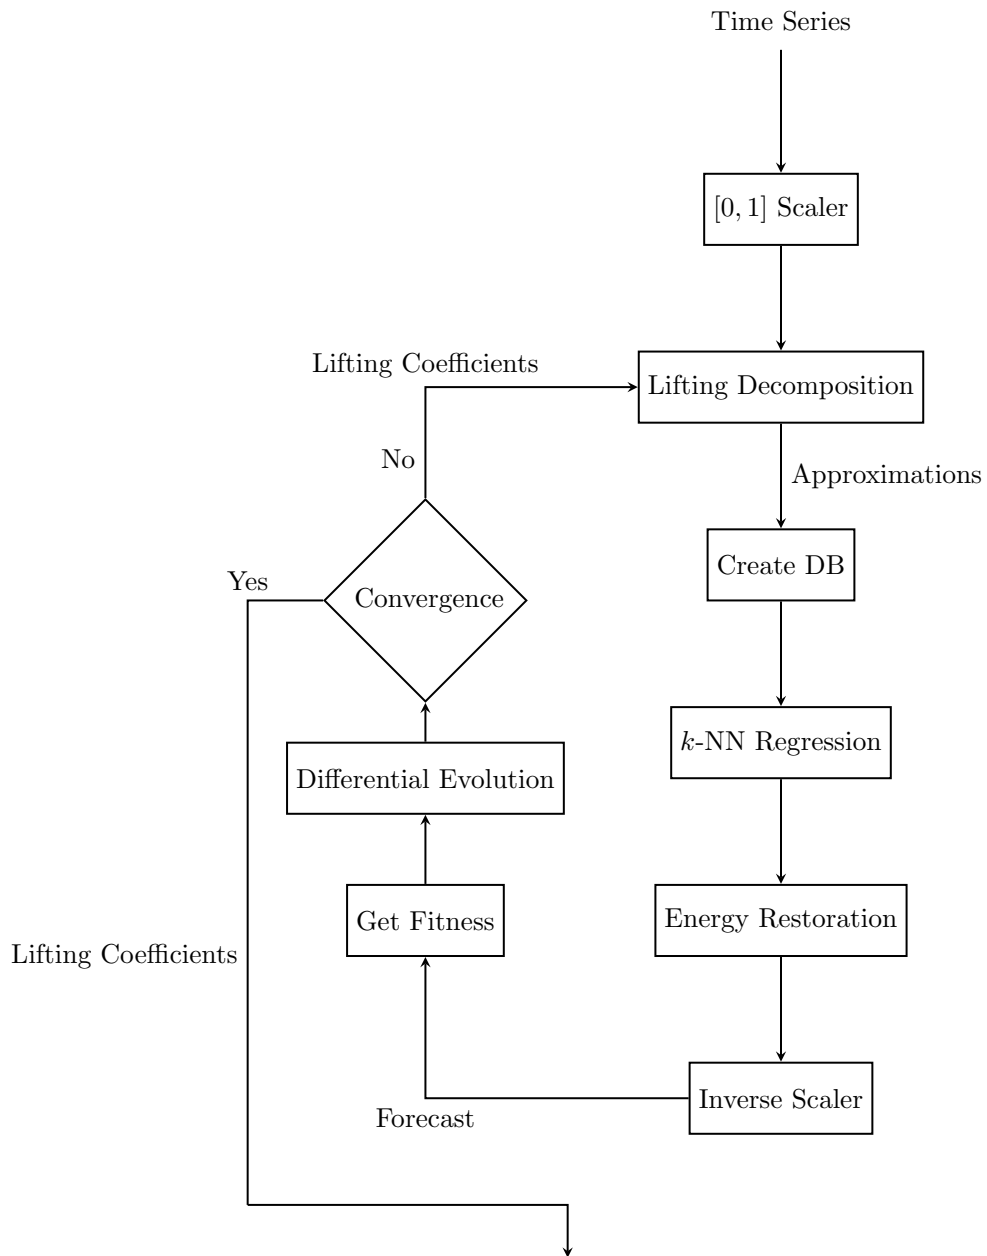 Time Series
[0, 1] Scaler
Lifting Coefficients
Lifting Decomposition
No
Approximations
Create DB
Yes
Convergence
k-NN Regression
Differential Evolution
Get Fitness
Energy Restoration
Lifting Coefficients
Inverse Scaler
Forecast